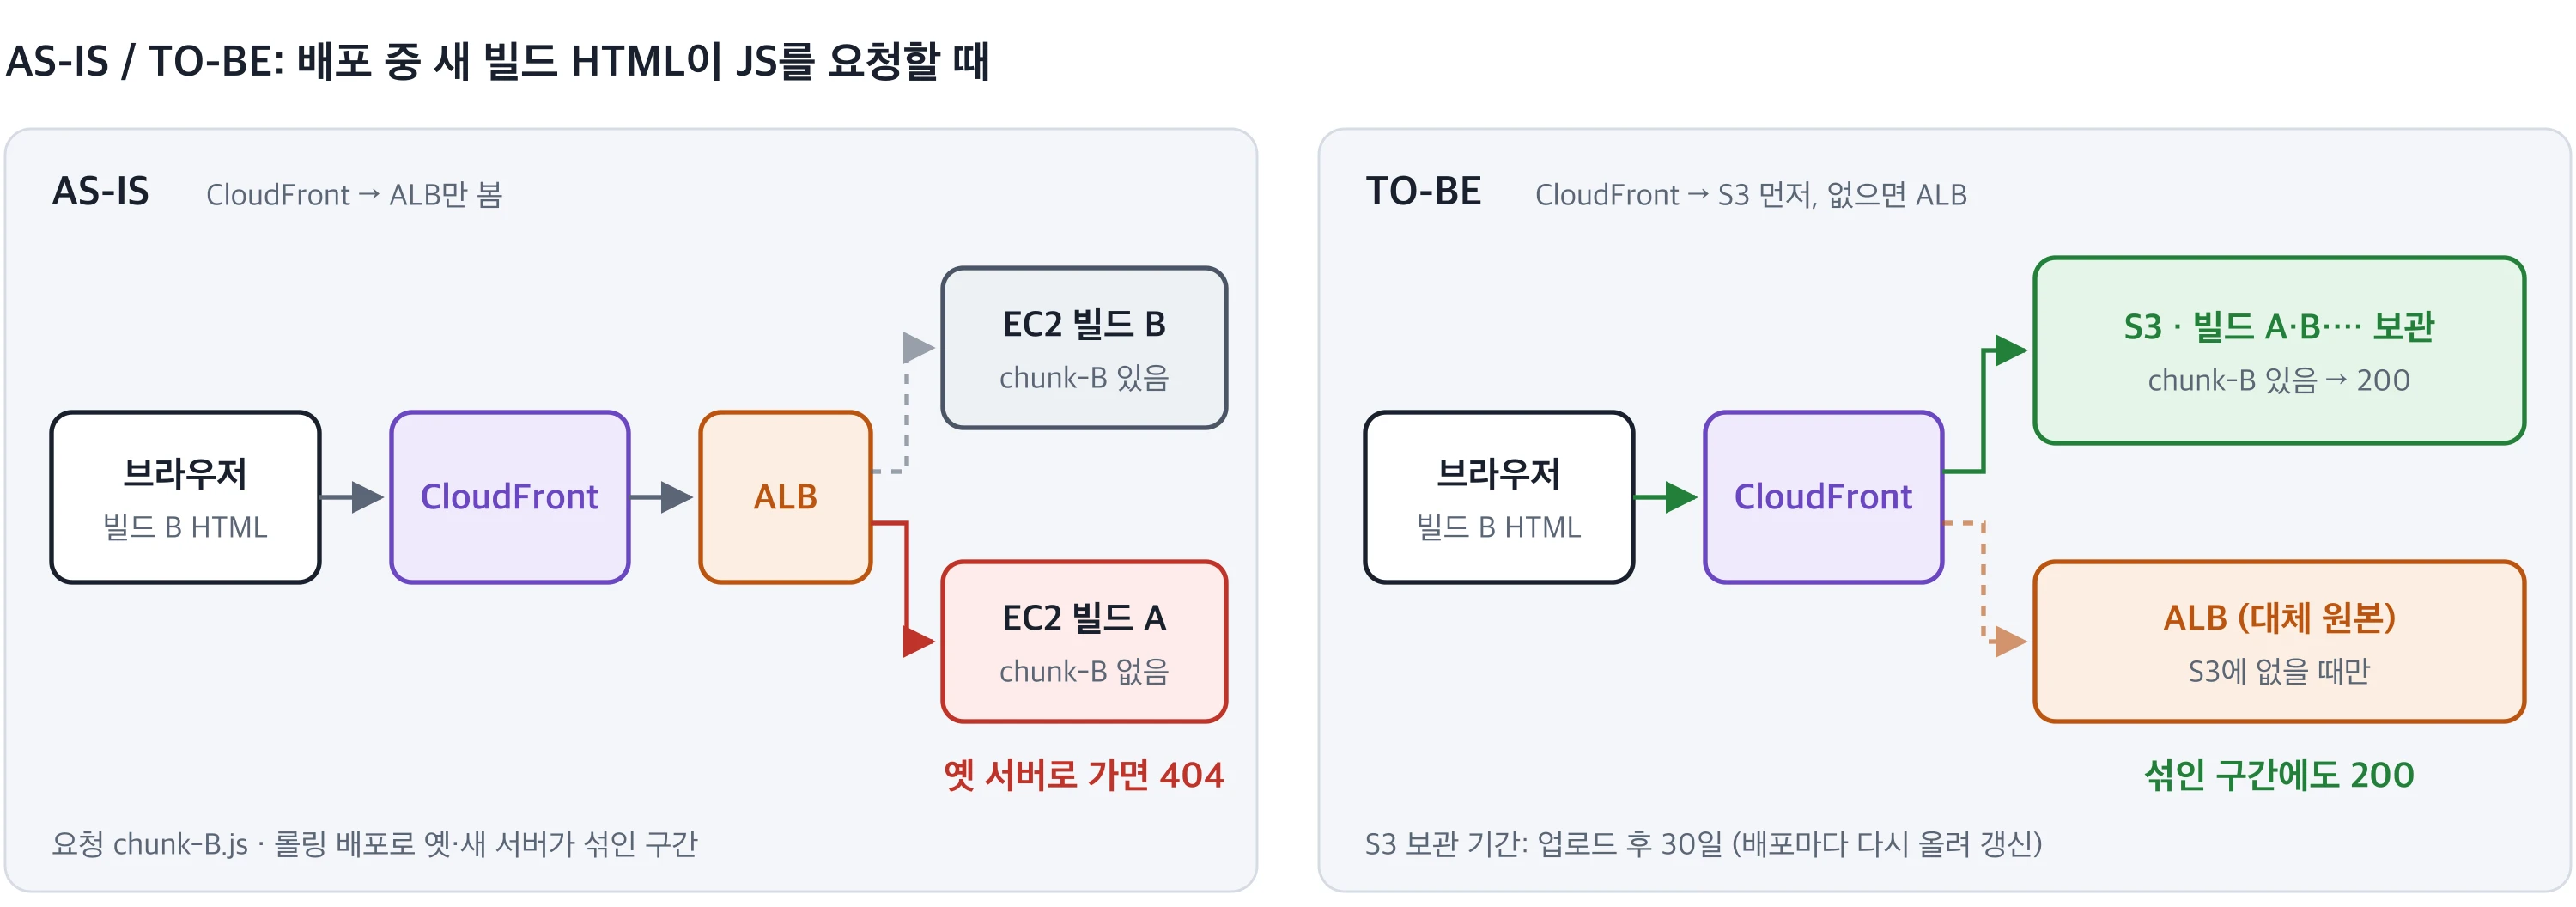 AS-IS / TO-BE: 배포 중 새 빌드 HTML이 JS를 요청할 때
AS-IS CloudFront → ALB만 봄
EC2 빌드 B
chunk-B 있음
브라우저
빌드 B HTML
CloudFront
ALB
EC2 빌드 A
chunk-B 없음
옛 서버로 가면 404
요청 chunk-B.js · 롤링 배포로 옛·새 서버가 섞인 구간
TO-BE CloudFront → S3 먼저, 없으면 ALB
S3 · 빌드 A·B···· 보관
chunk-B 있음 → 200
브라우저
빌드 B HTML
CloudFront
ALB (대체 원본)
S3에 없을 때만
섞인 구간에도 200
S3 보관 기간: 업로드 후 30일 (배포마다 다시 올려 갱신)